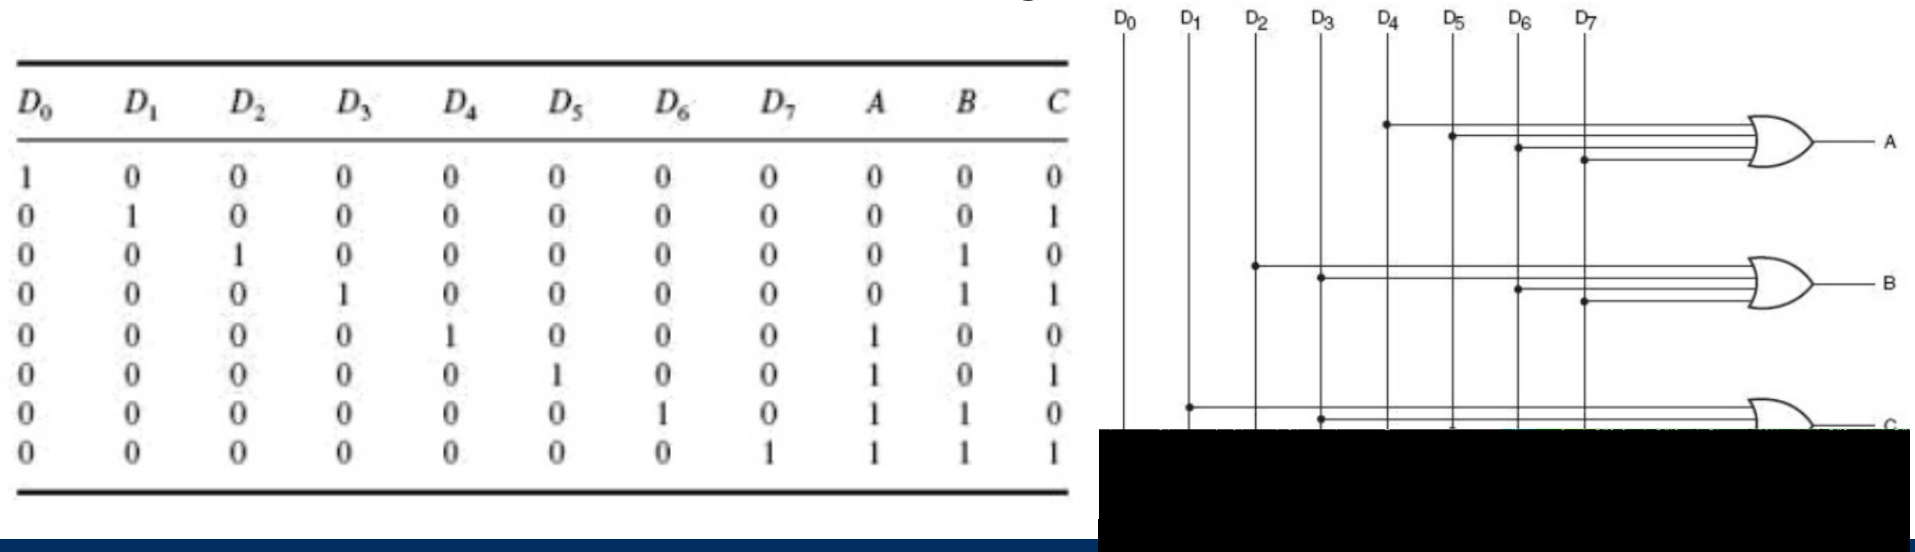 D0 D1 D2 D3 D4 D5 D6 D7 A B C
1 0 0 0 0 0 0 0 0 0 0
0 1 0 0 0 0 0 0 0 0 1
0 0 1 0 0 0 0 0 0 1 0
0 0 0 1 0 0 0 0 0 1 1
0 0 0 0 1 0 0 0 1 0 0
0 0 0 0 0 1 0 0 1 0 1
0 0 0 0 0 0 1 0 1 1 0
0 0 0 0 0 0 0 1 1 1 1
D0 D1 D2 D3 D4 D5 D6 D7
A
B
C